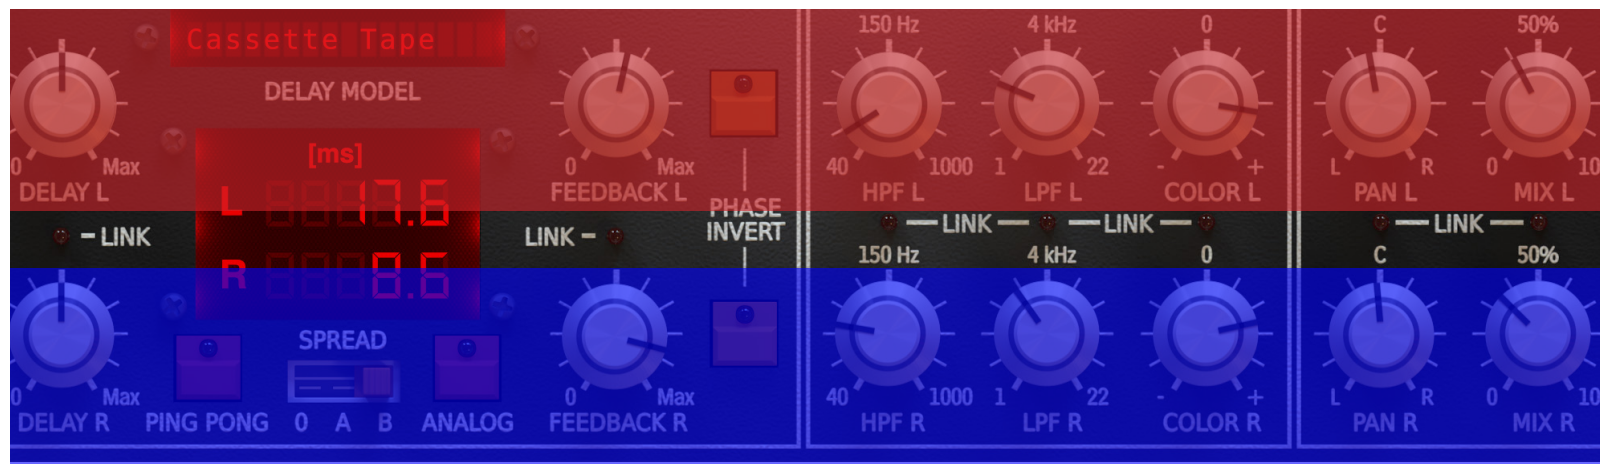 150 Hz 4 kHz 0 C 50%
Cassette Tape
DELAY MODEL
[ms]
0 Max 0 Max 40 1000 1 22 - + L R 0 10
DELAY L FEEDBACK L HPF L LPF L COLOR L PAN L MIX L
L 17.6
PHASE
INVERT
LINK LINK LINK LINK LINK
150 Hz 4 kHz 0 C 50%
R 8.6
SPREAD
0 Max 0 Max 40 1000 1 22 - + L R 0 10
DELAY R PING PONG 0 A B ANALOG FEEDBACK R HPF R LPF R COLOR R PAN R MIX R